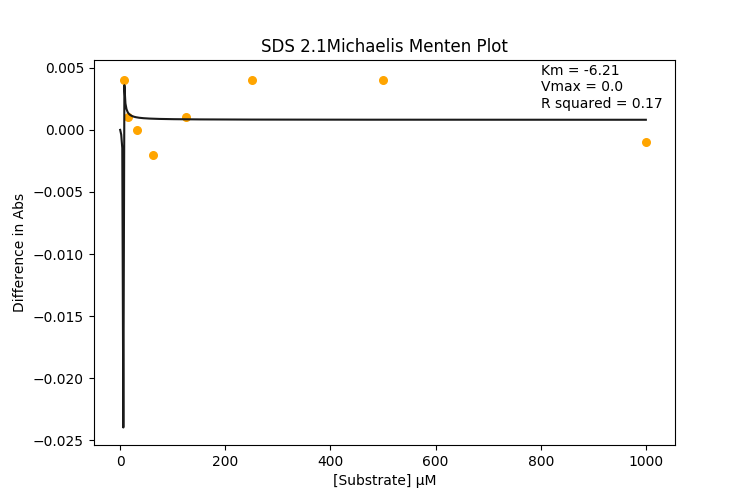 SDS 2.1Michaelis Menten Plot
Km = -6.21
Vmax = 0.0
R squared = 0.17
Difference in Abs
0.005
0.000
−0.005
−0.010
−0.015
−0.020
−0.025
0 200 400 600 800 1000
[Substrate] μM